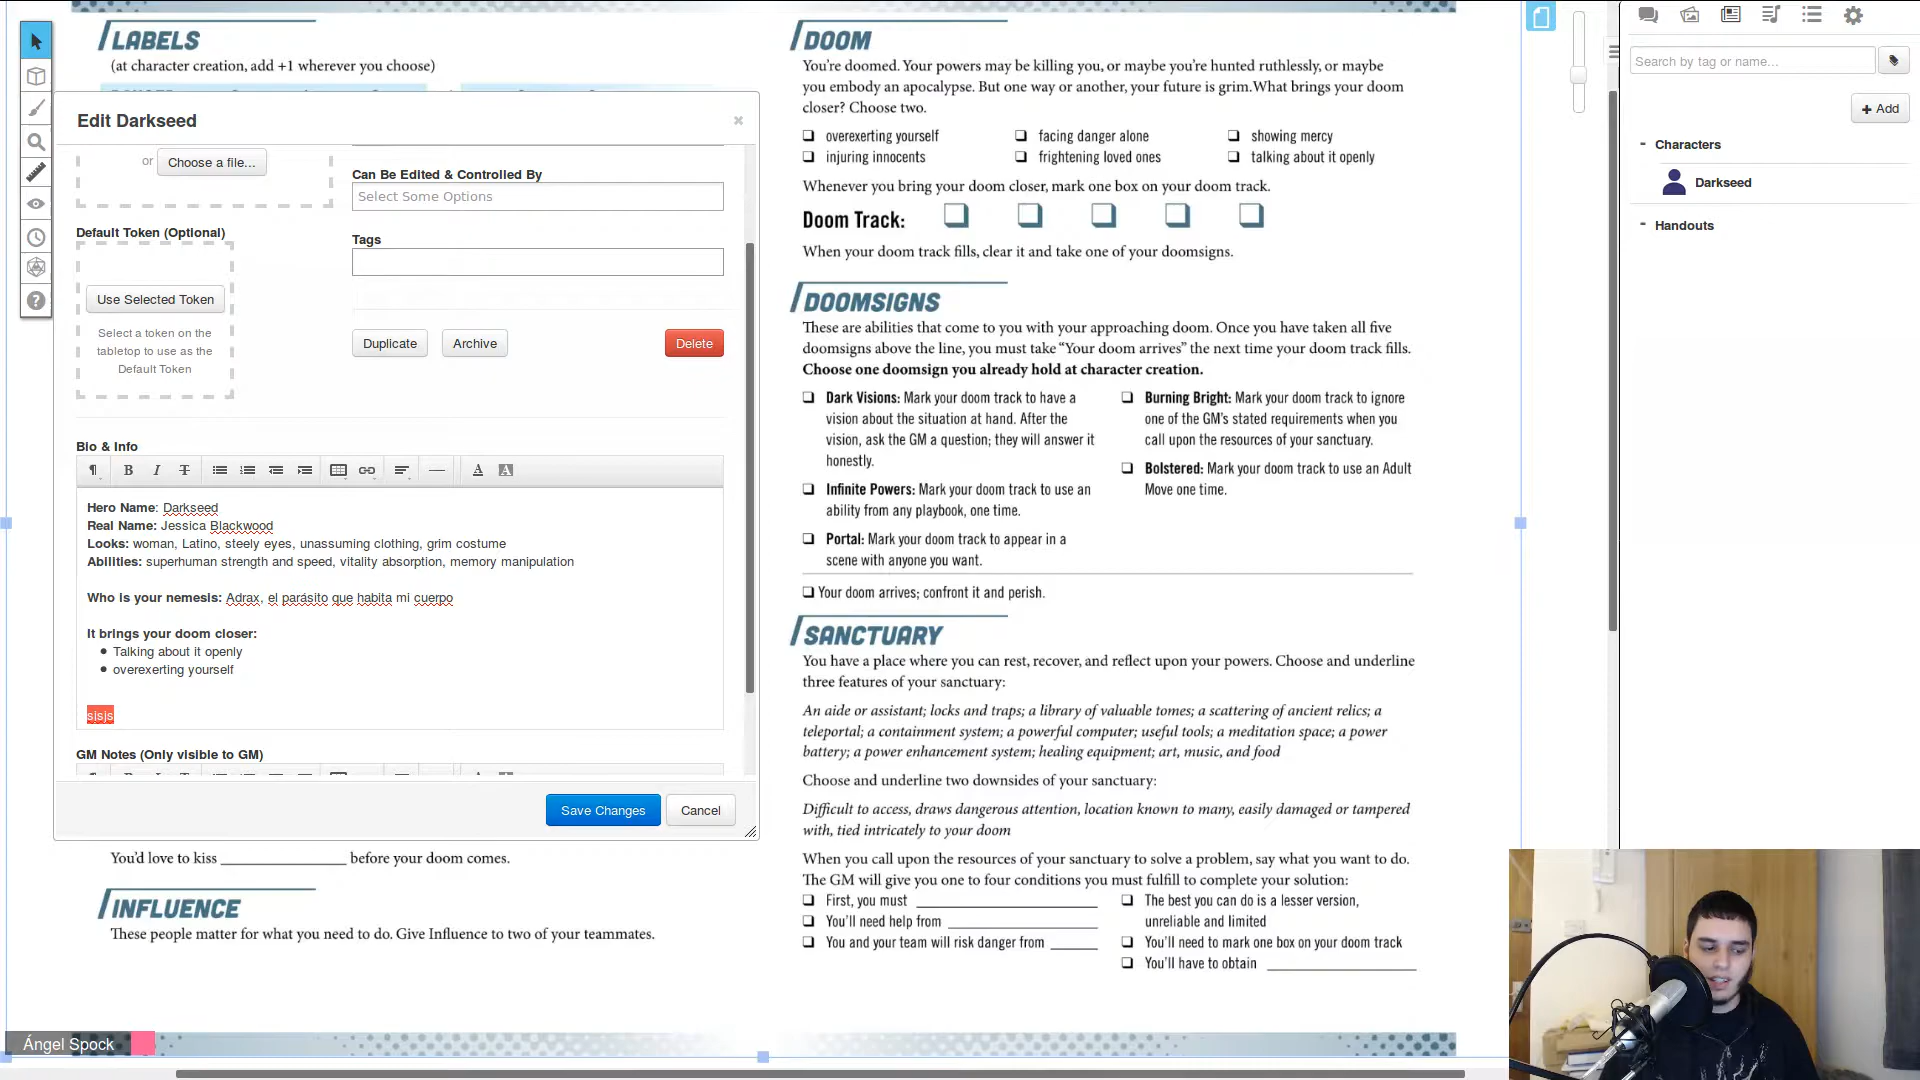 LABELS
(at character creation, add +1 wherever you choose)
Edit Darkseed
×
or Choose a file...
Can Be Edited & Controlled By
Select Some Options
Default Token (Optional)
Tags
Use Selected Token
Select a token on the
tabletop to use as the
Default Token
Duplicate
Archive
Delete
Bio & Info
Hero Name: Darkseed
Real Name: Jessica Blackwood
Looks: woman, Latino, steely eyes, unassuming clothing, grim costume
Abilities: superhuman strength and speed, vitality absorption, memory manipulation
Who is your nemesis: Adrax, el parásito que habita mi cuerpo
It brings your doom closer:
Talking about it openly
overexerting yourself
sisjs
GM Notes (Only visible to GM)
Save Changes
Cancel
You'd love to kiss ____ before your doom comes.
INFLUENCE
These people matter for what you need to do. Give Influence to two of your teammates.
Ángel Spock
DOOM
You're doomed. Your powers may be killing you, or maybe you're hunted ruthlessly, or maybe
you embody an apocalypse. But one way or another, your future is grim.What brings your doom
closer? Choose two.
overexerting yourself
facing danger alone
showing mercy
injuring innocents
frightening loved ones
talking about it openly
Whenever you bring your doom closer, mark one box on your doom track.
Doom Track:
When your doom track fills, clear it and take one of your doomsigns.
DOOMSIGNS
These are abilities that come to you with your approaching doom. Once you have taken all five
doomsigns above the line, you must take “Your doom arrives” the next time your doom track fills.
Choose one doomsign you already hold at character creation.
Dark Visions: Mark your doom track to have a
vision about the situation at hand. After the
vision, ask the GM a question; they will answer it
honestly.
Infinite Powers: Mark your doom track to use an
ability from any playbook, one time.
Portal: Mark your doom track to appear in a
scene with anyone you want.
Burning Bright: Mark your doom track to ignore
one of the GM's stated requirements when you
call upon the resources of your sanctuary.
Bolstered: Mark your doom track to use an Adult
Move one time.
Your doom arrives; confront it and perish.
SANCTUARY
You have a place where you can rest, recover, and reflect upon your powers. Choose and underline
three features of your sanctuary:
An aide or assistant; locks and traps; a library of valuable tomes; a scattering of ancient relics; a
teleportal; a containment system; a powerful computer; useful tools; a meditation space; a power
battery; a power enhancement system; healing equipment; art, music, and food
Choose and underline two downsides of your sanctuary:
Difficult to access, draws dangerous attention, location known to many, easily damaged or tampered
with, tied intricately to your doom
When you call upon the resources of your sanctuary to solve a problem, say what you want to do.
The GM will give you one to four conditions you must fulfill to complete your solution:
First, you must ____
You'll need help from ____
You and your team will risk danger from ____
The best you can do is a lesser version,
unreliable and limited
You'll need to mark one box on your doom track
You'll have to obtain ____
Search by tag or name...
+ Add
- Characters
Darkseed
- Handouts